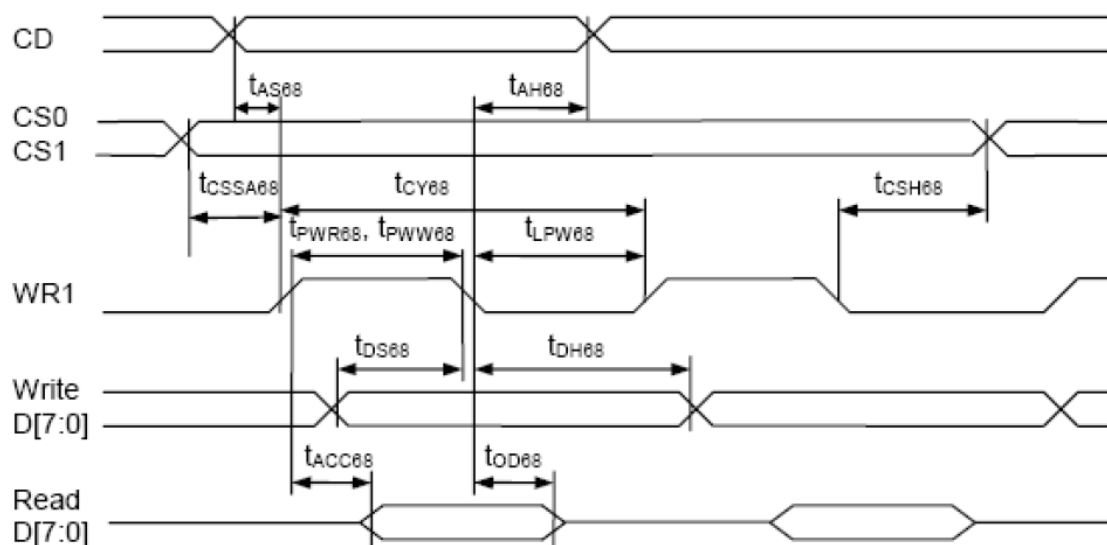 CD
tAS68 tAH68
CS0
CS1
tCSSA68 tCY68 tCSH68
tPWR68, tPWW68 tLPW68
WR1
tDS68 tDH68
Write
D[7:0]
tACC68 tOD68
Read
D[7:0]